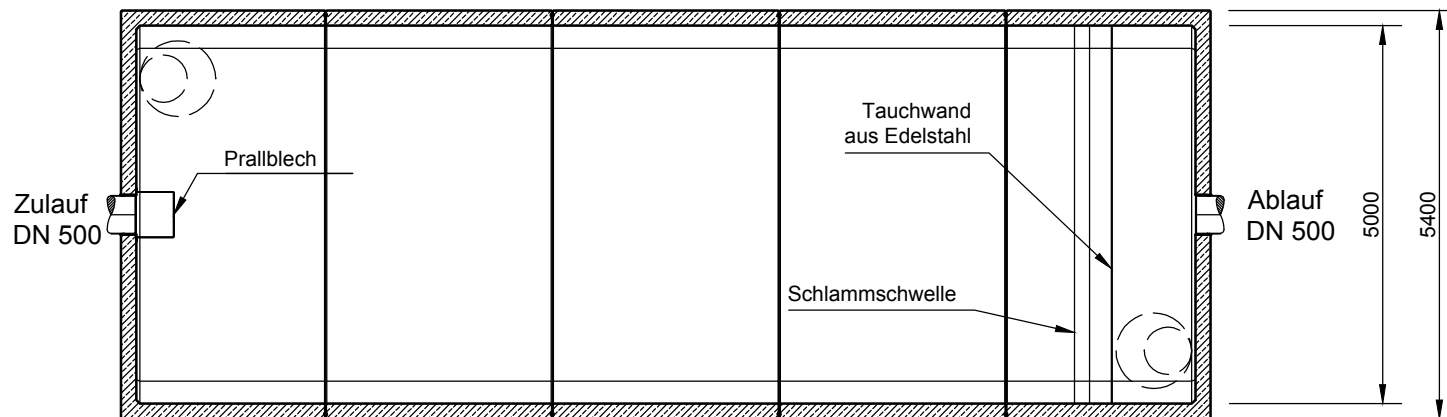 Tauchwand
aus Edelstahl
Prallblech
Zulauf
DN 500
Ablauf
DN 500
5000
5400
Schlammschwelle